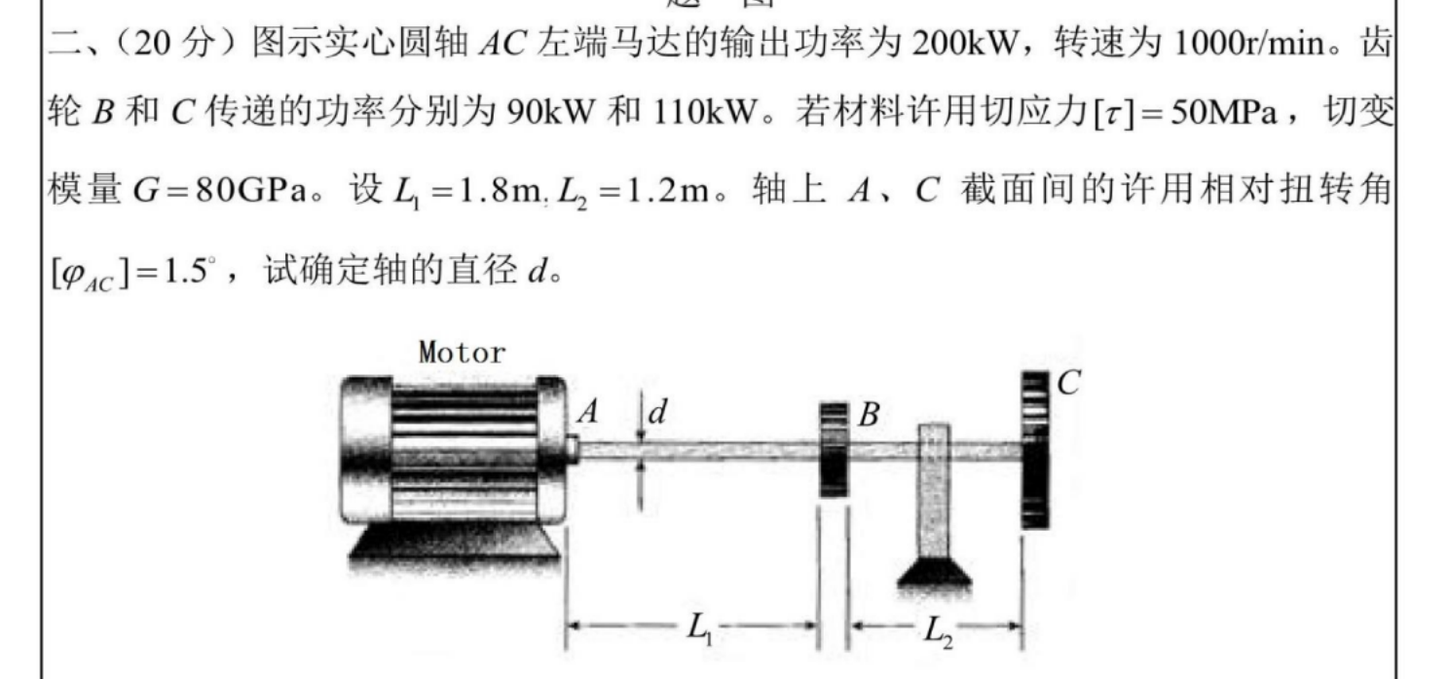 二、（20 分）图示实心圆轴 AC 左端马达的输出功率为 200kW，转速为 1000r/min。齿
轮 B 和 C 传递的功率分别为 90kW 和 110kW。若材料许用切应力[τ]= 50MPa，切变
模量 G=80GPa。设 L₁ =1.8m, L₂ =1.2m。轴上 A、C 截面间的许用相对扭转角
[φ_AC]=1.5°，试确定轴的直径 d。
Motor
A
d
B
C
L₁
L₂